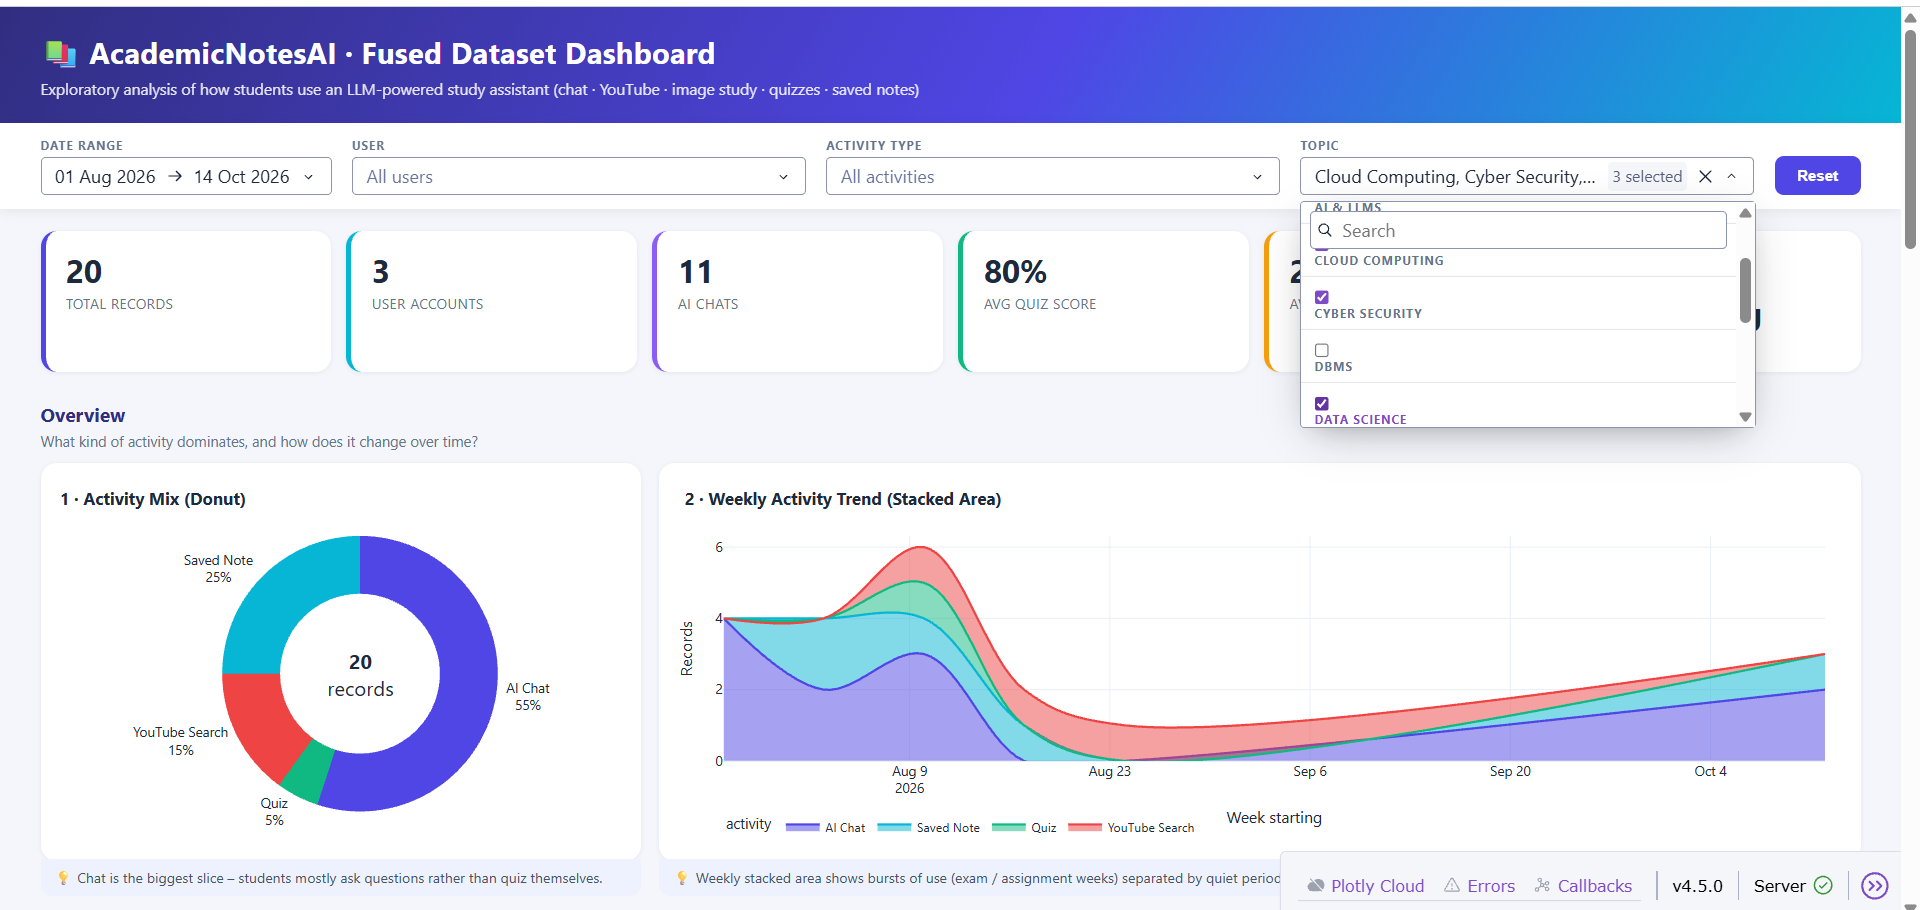 AcademicNotesAI · Fused Dataset Dashboard
Exploratory analysis of how students use an LLM-powered study assistant (chat · YouTube · image study · quizzes · saved notes)
DATE RANGE
01 Aug 2026 → 14 Oct 2026
USER
All users
ACTIVITY TYPE
All activities
TOPIC
Cloud Computing, Cyber Security,... 3 selected
Reset
AI & LLMS
Search
CLOUD COMPUTING
CYBER SECURITY
DBMS
DATA SCIENCE
20
TOTAL RECORDS
3
USER ACCOUNTS
11
AI CHATS
80%
AVG QUIZ SCORE
Overview
What kind of activity dominates, and how does it change over time?
1 · Activity Mix (Donut)
Saved Note
25%
20
records
AI Chat
55%
YouTube Search
15%
Quiz
5%
2 · Weekly Activity Trend (Stacked Area)
6
4
2
0
Records
Aug 9
2026
Aug 23
Sep 6
Sep 20
Oct 4
Week starting
activity AI Chat Saved Note Quiz YouTube Search
Chat is the biggest slice – students mostly ask questions rather than quiz themselves.
Weekly stacked area shows bursts of use (exam / assignment weeks) separated by quiet period
Plotly Cloud Errors Callbacks v4.5.0 Server